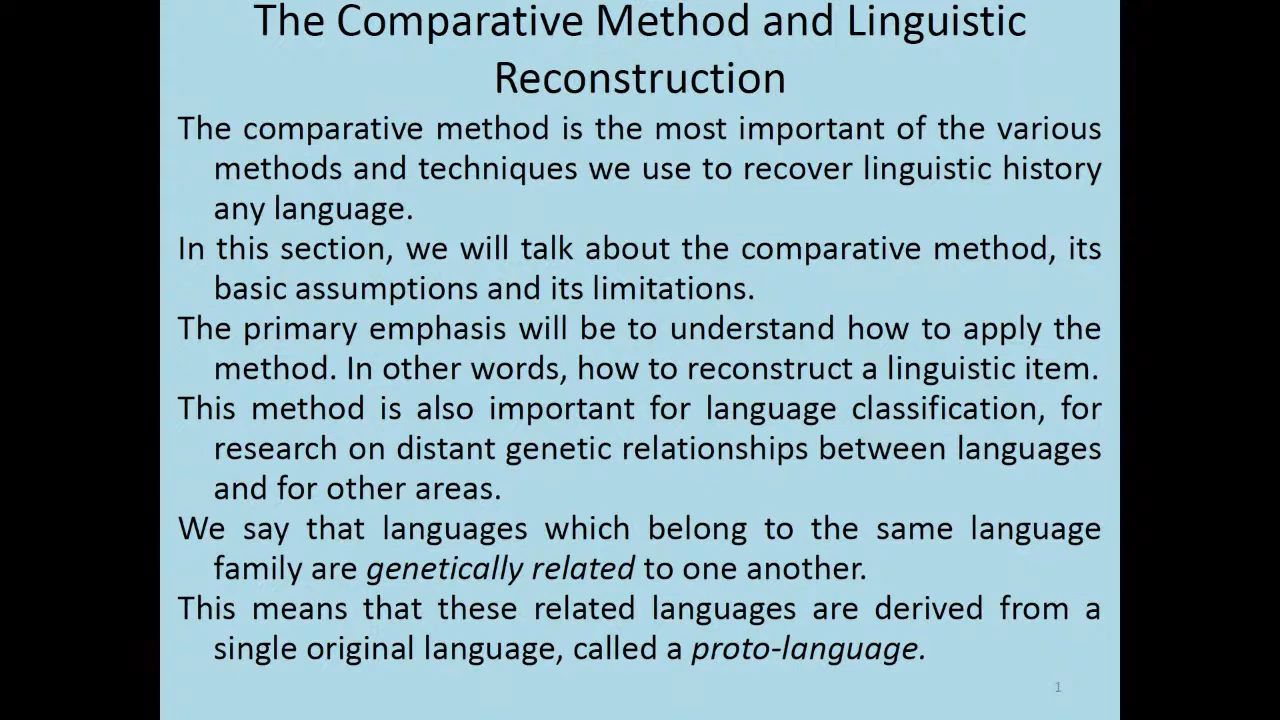 The Comparative Method and Linguistic
Reconstruction
The comparative method is the most important of the various
methods and techniques we use to recover linguistic history
any language.
In this section, we will talk about the comparative method, its
basic assumptions and its limitations.
The primary emphasis will be to understand how to apply the
method. In other words, how to reconstruct a linguistic item.
This method is also important for language classification, for
research on distant genetic relationships between languages
and for other areas.
We say that languages which belong to the same language
family are genetically related to one another.
This means that these related languages are derived from a
single original language, called a proto-language.
1